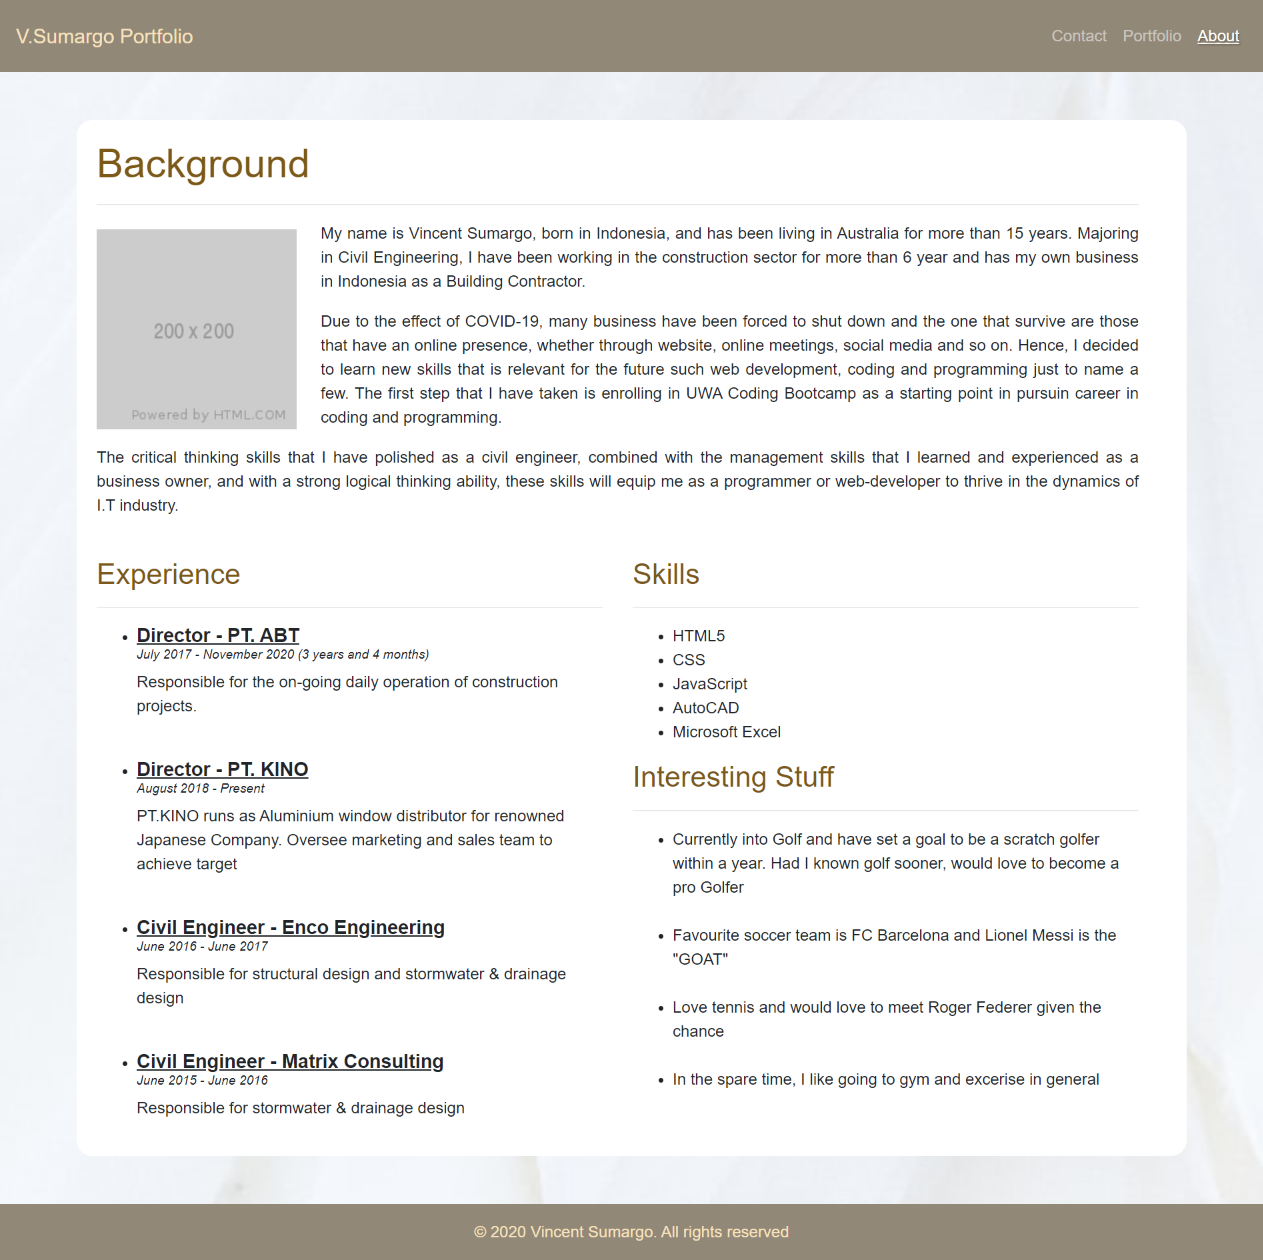 V.Sumargo Portfolio
Contact Portfolio About
Background
200 x 200
Powered by HTML.COM
My name is Vincent Sumargo, born in Indonesia, and has been living in Australia for more than 15 years. Majoring
in Civil Engineering, I have been working in the construction sector for more than 6 year and has my own business
in Indonesia as a Building Contractor.
Due to the effect of COVID-19, many business have been forced to shut down and the one that survive are those
that have an online presence, whether through website, online meetings, social media and so on. Hence, I decided
to learn new skills that is relevant for the future such web development, coding and programming just to name a
few. The first step that I have taken is enrolling in UWA Coding Bootcamp as a starting point in pursuin career in
coding and programming.
The critical thinking skills that I have polished as a civil engineer, combined with the management skills that I learned and experienced as a
business owner, and with a strong logical thinking ability, these skills will equip me as a programmer or web-developer to thrive in the dynamics of
I.T industry.
Experience
Director - PT. ABT
July 2017 - November 2020 (3 years and 4 months)
Responsible for the on-going daily operation of construction
projects.
Director - PT. KINO
August 2018 - Present
PT.KINO runs as Aluminium window distributor for renowned
Japanese Company. Oversee marketing and sales team to
achieve target
Civil Engineer - Enco Engineering
June 2016 - June 2017
Responsible for structural design and stormwater & drainage
design
Civil Engineer - Matrix Consulting
June 2015 - June 2016
Responsible for stormwater & drainage design
Skills
HTML5
CSS
JavaScript
AutoCAD
Microsoft Excel
Interesting Stuff
Currently into Golf and have set a goal to be a scratch golfer
within a year. Had I known golf sooner, would love to become a
pro Golfer
Favourite soccer team is FC Barcelona and Lionel Messi is the
"GOAT"
Love tennis and would love to meet Roger Federer given the
chance
In the spare time, I like going to gym and excerise in general
© 2020 Vincent Sumargo. All rights reserved